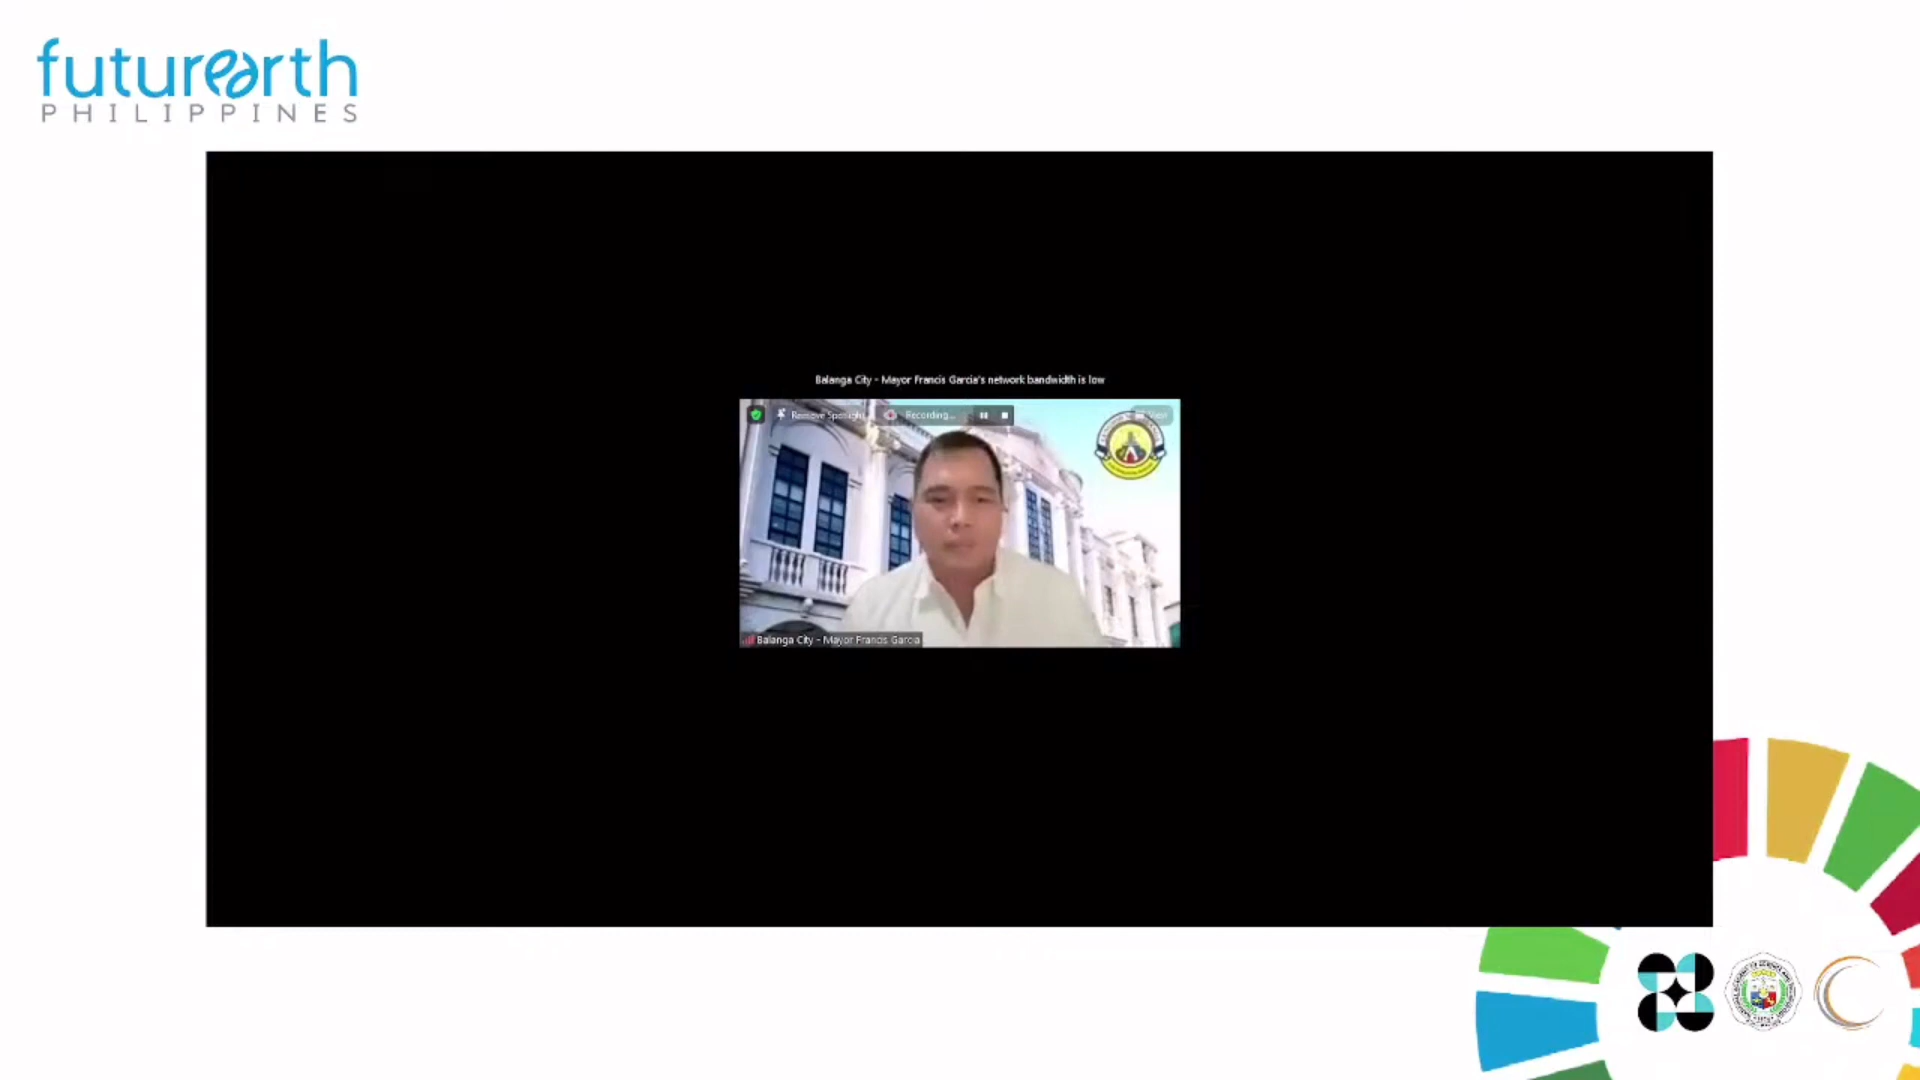 futurearth
PHILIPPINES
Balanga City - Mayor Francis Garcia's network bandwidth is low
Remove Spotlight
Recording...
View
Balanga City - Mayor Francis Garcia